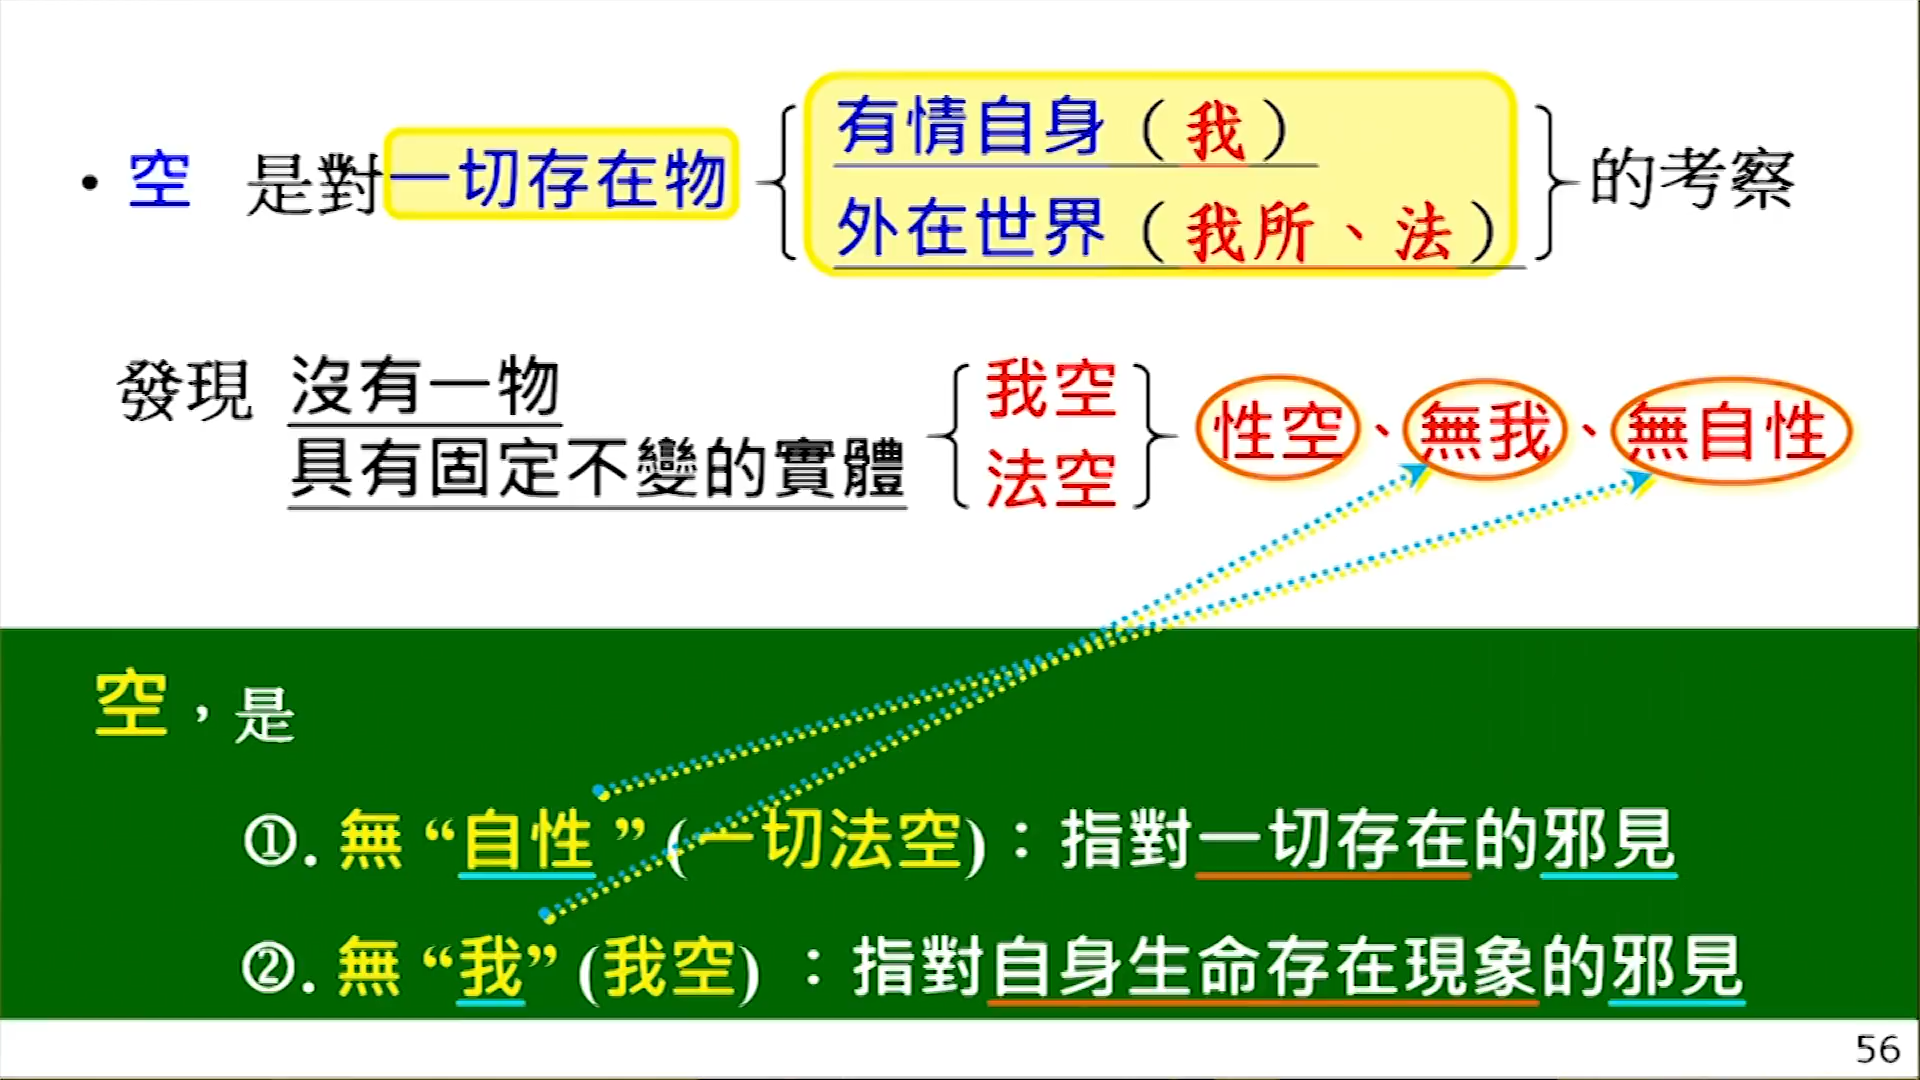 • 空 是對一切存在物
有情自身（我）
外在世界（我所、法）
的考察
發現 沒有一物
具有固定不變的實體
我空
法空
性空、無我、無自性
空，是
①. 無 “自性 ” (一切法空)：指對一切存在的邪見
②. 無 “我” (我空) ：指對自身生命存在現象的邪見
56